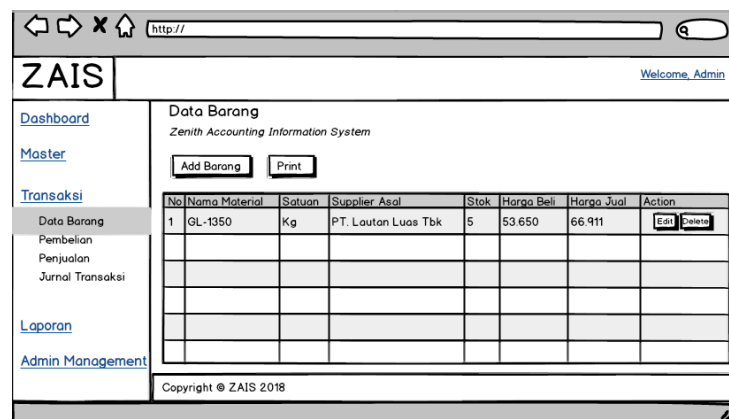 http://
ZAIS
Welcome, Admin
Dashboard
Master
Transaksi
Data Barang
Pembelian
Penjualan
Jurnal Transaksi
Laporan
Admin Management
Data Barang
Zenith Accounting Information System
Add Barang Print
No Nama Material Satuan Supplier Asal Stok Harga Beli Harga Jual Action
1 GL-1350 Kg PT. Lautan Luas Tbk 5 53.650 66.911 Edit Delete
Copyright © ZAIS 2018